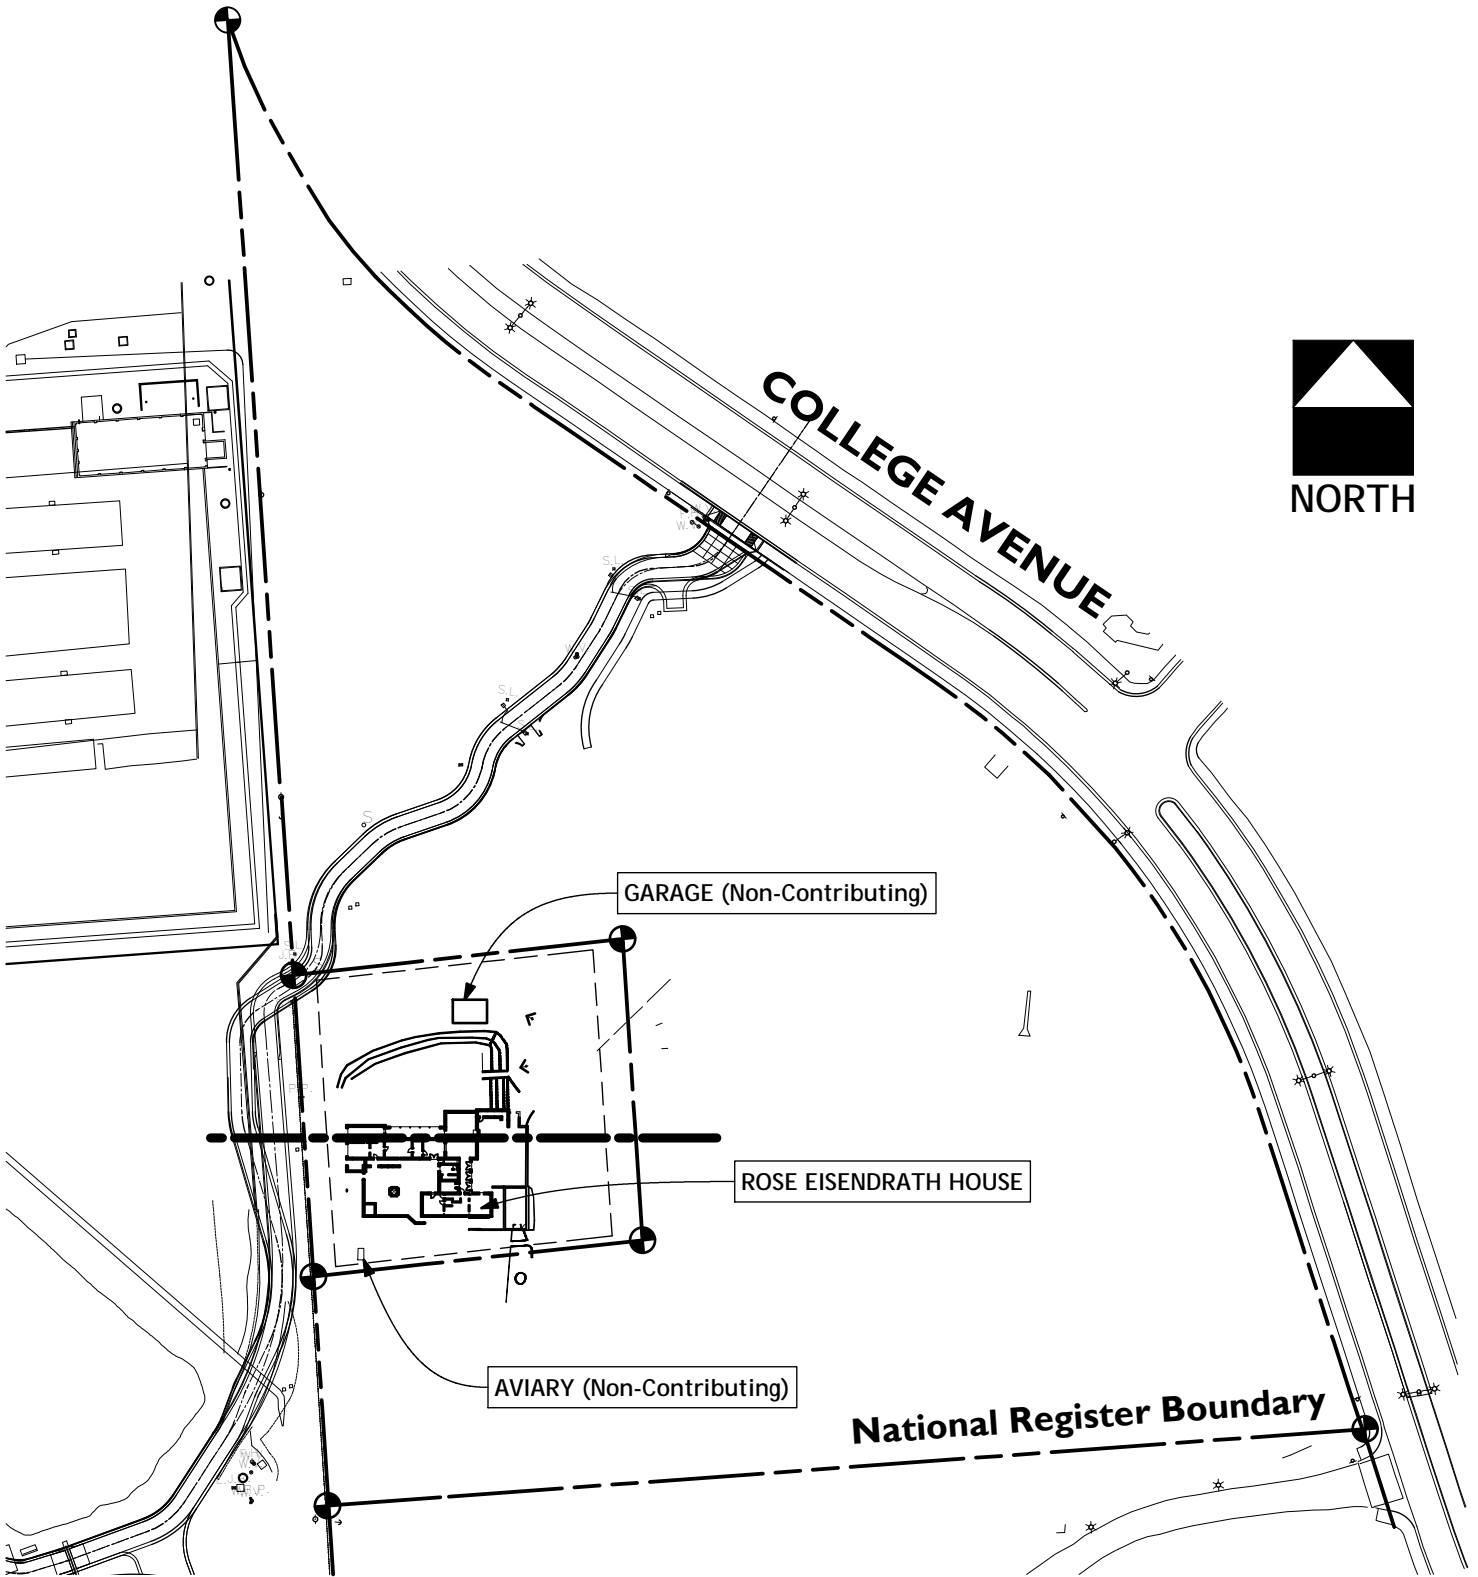 COLLEGE AVENUE
NORTH
W.
S.L.
S.L.
S
GARAGE (Non-Contributing)
P.P.
ROSE EISENDRATH HOUSE
AVIARY (Non-Contributing)
National Register Boundary